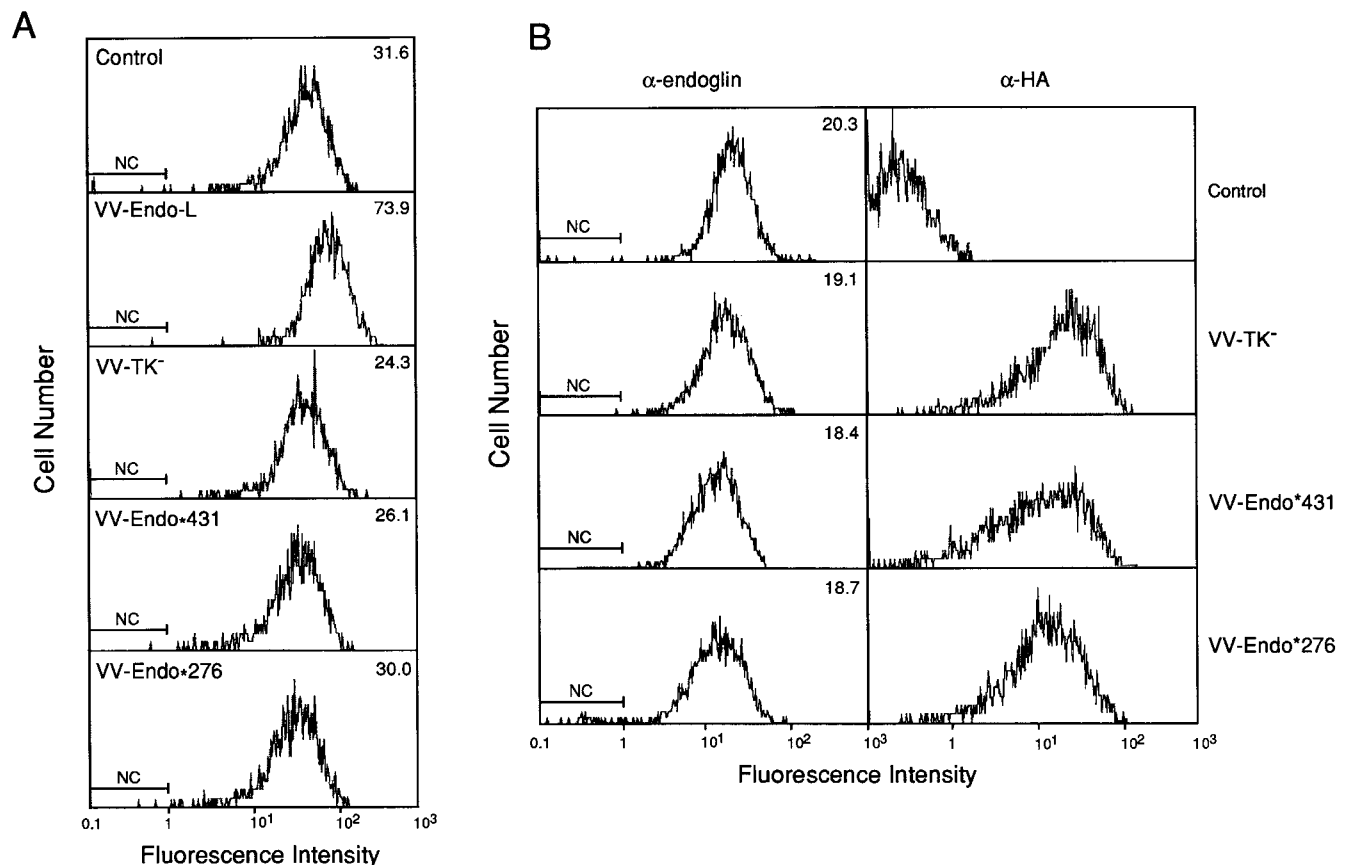 A
Control 31.6
NC
VV-Endo-L 73.9
NC
VV-TK⁻ 24.3
NC
VV-Endo*431 26.1
NC
VV-Endo*276 30.0
NC
0.1 1 10¹ 10² 10³
Fluorescence Intensity
Cell Number
B
α-endoglin α-HA
20.3
NC
Control
19.1
NC
VV-TK⁻
18.4
NC
VV-Endo*431
18.7
NC
VV-Endo*276
0.1 1 10¹ 10² 10³ 1 10¹ 10² 10³
Fluorescence Intensity
Cell Number